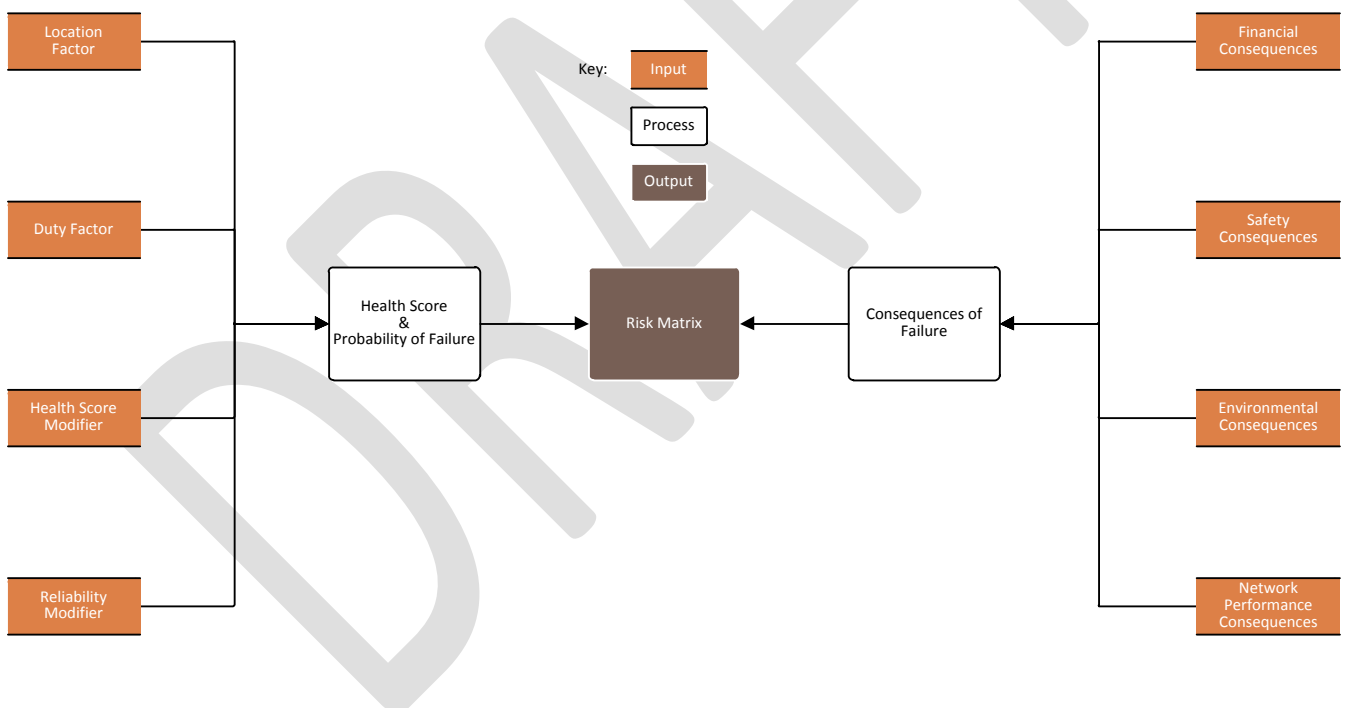 Location
Factor
Duty Factor
Health Score
Modifier
Reliability
Modifier
Health Score
&
Probability of Failure
Key:
Input
Process
Output
Risk Matrix
Consequences of
Failure
Financial
Consequences
Safety
Consequences
Environmental
Consequences
Network
Performance
Consequences
DRAFT